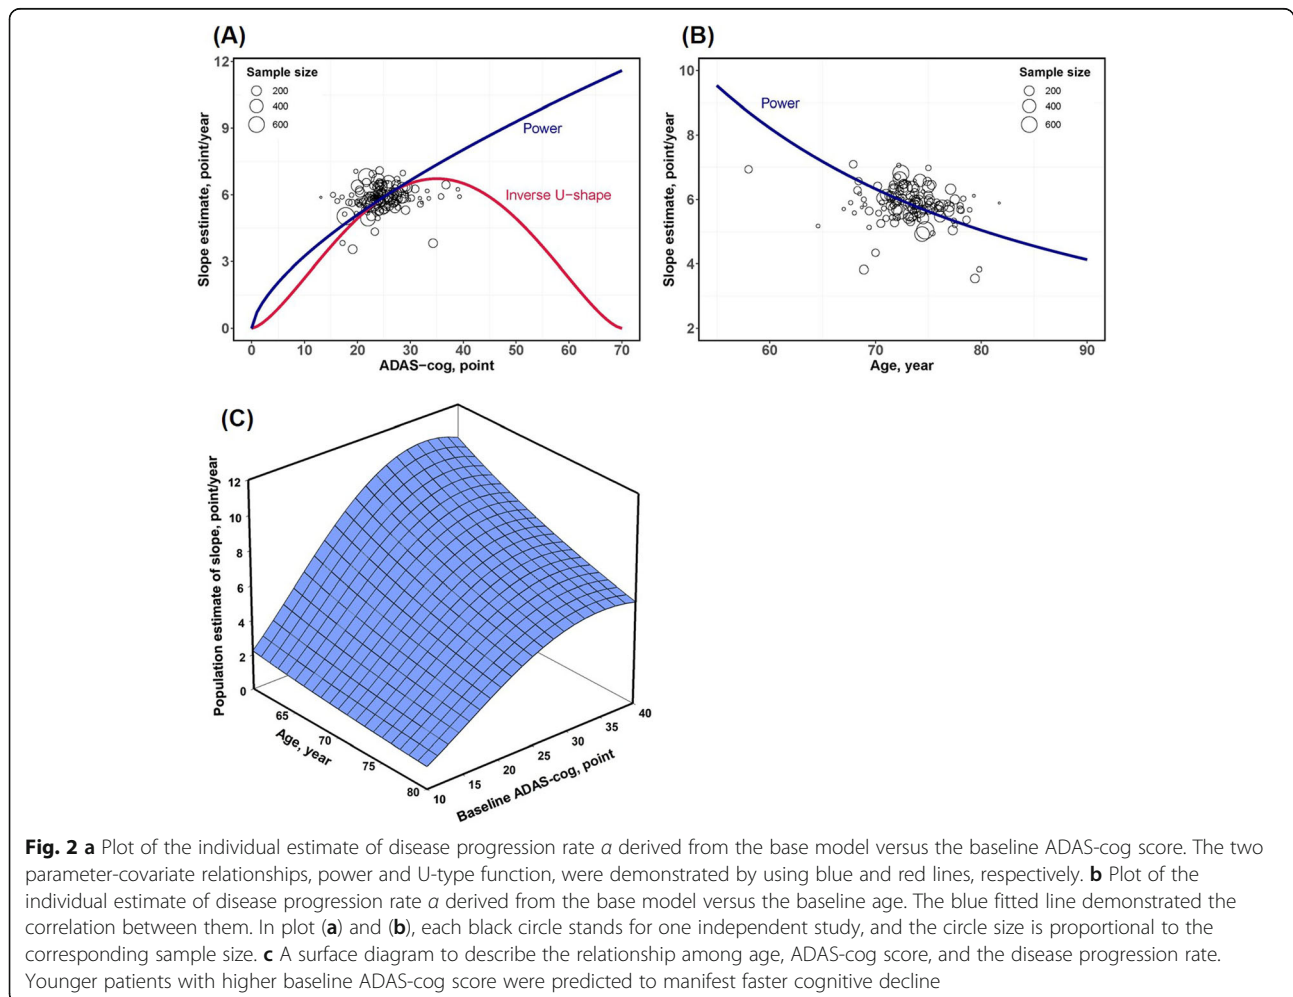 (A)
Slope estimate, point/year
12
9
6
3
0
Sample size
200
400
600
Power
Inverse U−shape
0 10 20 30 40 50 60 70
ADAS−cog, point
(B)
Slope estimate, point/year
10
8
6
4
2
Power
Sample size
200
400
600
60 70 80 90
Age, year
(C)
Population estimate of slope, point/year
12
10
8
6
4
2
0
65
70
75
80
Age, year
10
15
20
25
30
35
40
Baseline ADAS-cog, point
Fig. 2 a Plot of the individual estimate of disease progression rate α derived from the base model versus the baseline ADAS-cog score. The two
parameter-covariate relationships, power and U-type function, were demonstrated by using blue and red lines, respectively. b Plot of the
individual estimate of disease progression rate α derived from the base model versus the baseline age. The blue fitted line demonstrated the
correlation between them. In plot (a) and (b), each black circle stands for one independent study, and the circle size is proportional to the
corresponding sample size. c A surface diagram to describe the relationship among age, ADAS-cog score, and the disease progression rate.
Younger patients with higher baseline ADAS-cog score were predicted to manifest faster cognitive decline